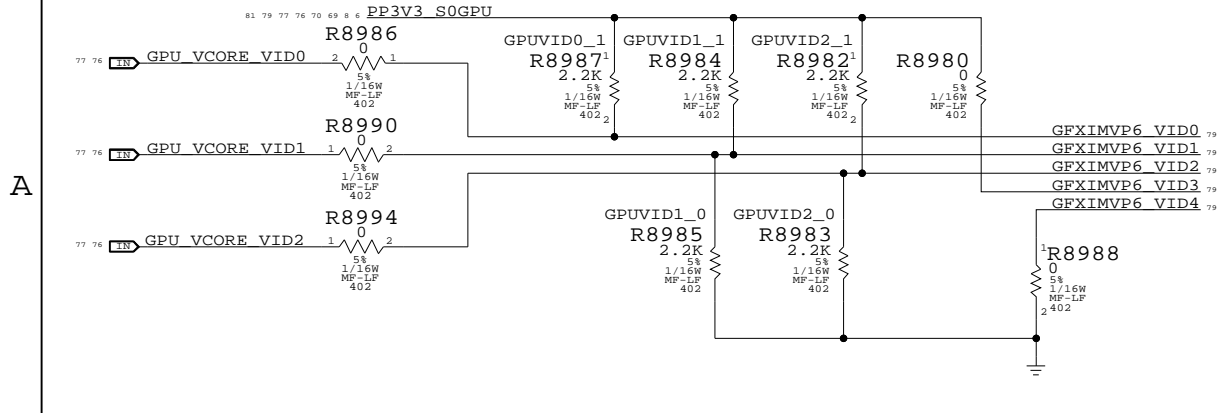 81 79 77 76 70 69 8 6 PP3V3_S0GPU
R8986
0
77 76 IN GPU_VCORE_VID0 2 1
5%
1/16W
MF-LF
402
GPUVID0_1
R8987 1
2.2K
5%
1/16W
MF-LF
402 2
GPUVID1_1
R8984
2.2K
5%
1/16W
MF-LF
402
GPUVID2_1
R8982 1
2.2K
5%
1/16W
MF-LF
402 2
R8980
0
5%
1/16W
MF-LF
402
R8990
0
77 76 IN GPU_VCORE_VID1 1 2
5%
1/16W
MF-LF
402
GFXIMVP6_VID0 79
GFXIMVP6_VID1 79
GFXIMVP6_VID2 79
GFXIMVP6_VID3 79
GFXIMVP6_VID4 79
A
R8994
0
77 76 IN GPU_VCORE_VID2 1 2
5%
1/16W
MF-LF
402
GPUVID1_0
R8985
2.2K
5%
1/16W
MF-LF
402
GPUVID2_0
R8983
2.2K
5%
1/16W
MF-LF
402
1 R8988
0
5%
1/16W
MF-LF
2 402